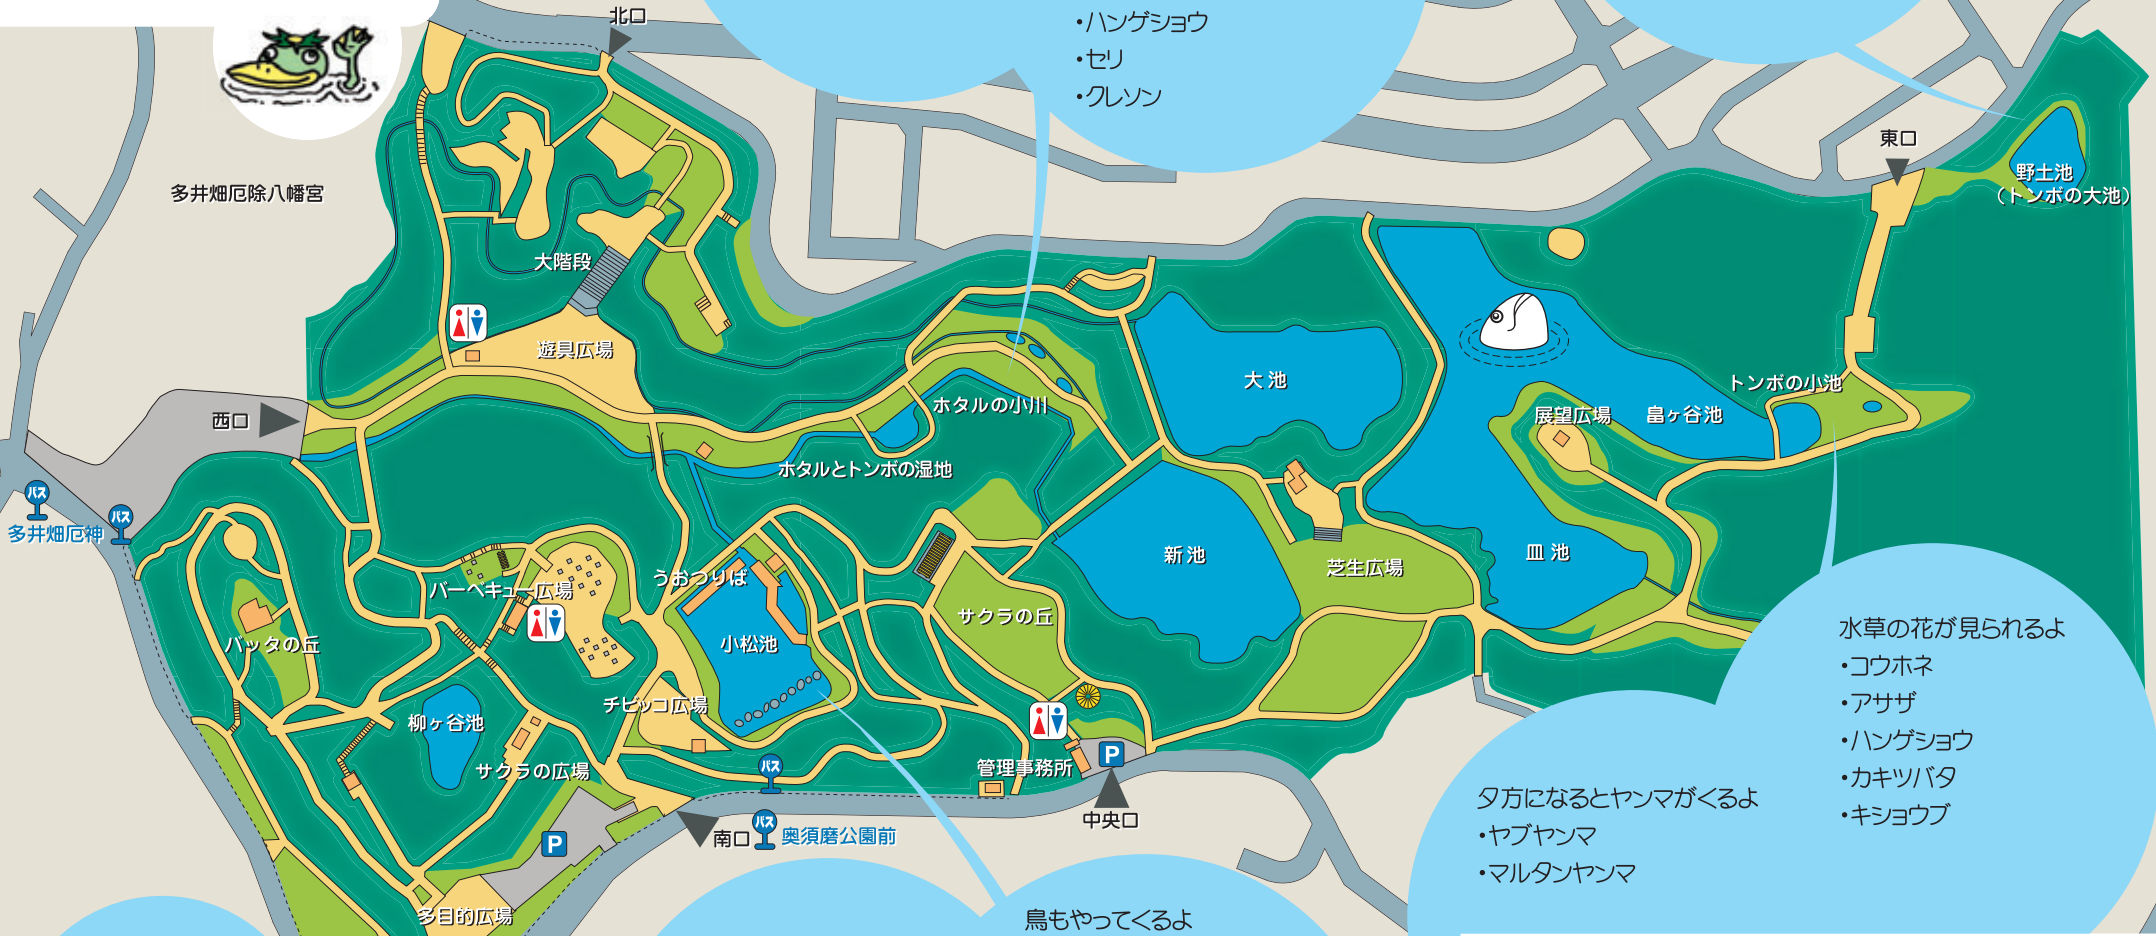 北口
・ハンゲショウ
・セリ
・クレソン
東口
野土池
（トンボの大池）
多井畑厄除八幡宮
大階段
遊具広場
西口
大池
ホタルの小川
トンボの小池
展望広場
畠ヶ谷池
ホタルとトンボの湿地
バス
多井畑厄神
バス
新池
芝生広場
皿池
うおつりば
バーベキュー広場
サクラの丘
バッタの丘
小松池
チビッコ広場
柳ヶ谷池
サクラの広場
管理事務所
P
中央口
バス
南口
バス
奥須磨公園前
P
多目的広場
鳥もやってくるよ
夕方になるとヤンマがくるよ
・ヤブヤンマ
・マルタンヤンマ
水草の花が見られるよ
・コウホネ
・アサザ
・ハンゲショウ
・カキツバタ
・キショウブ